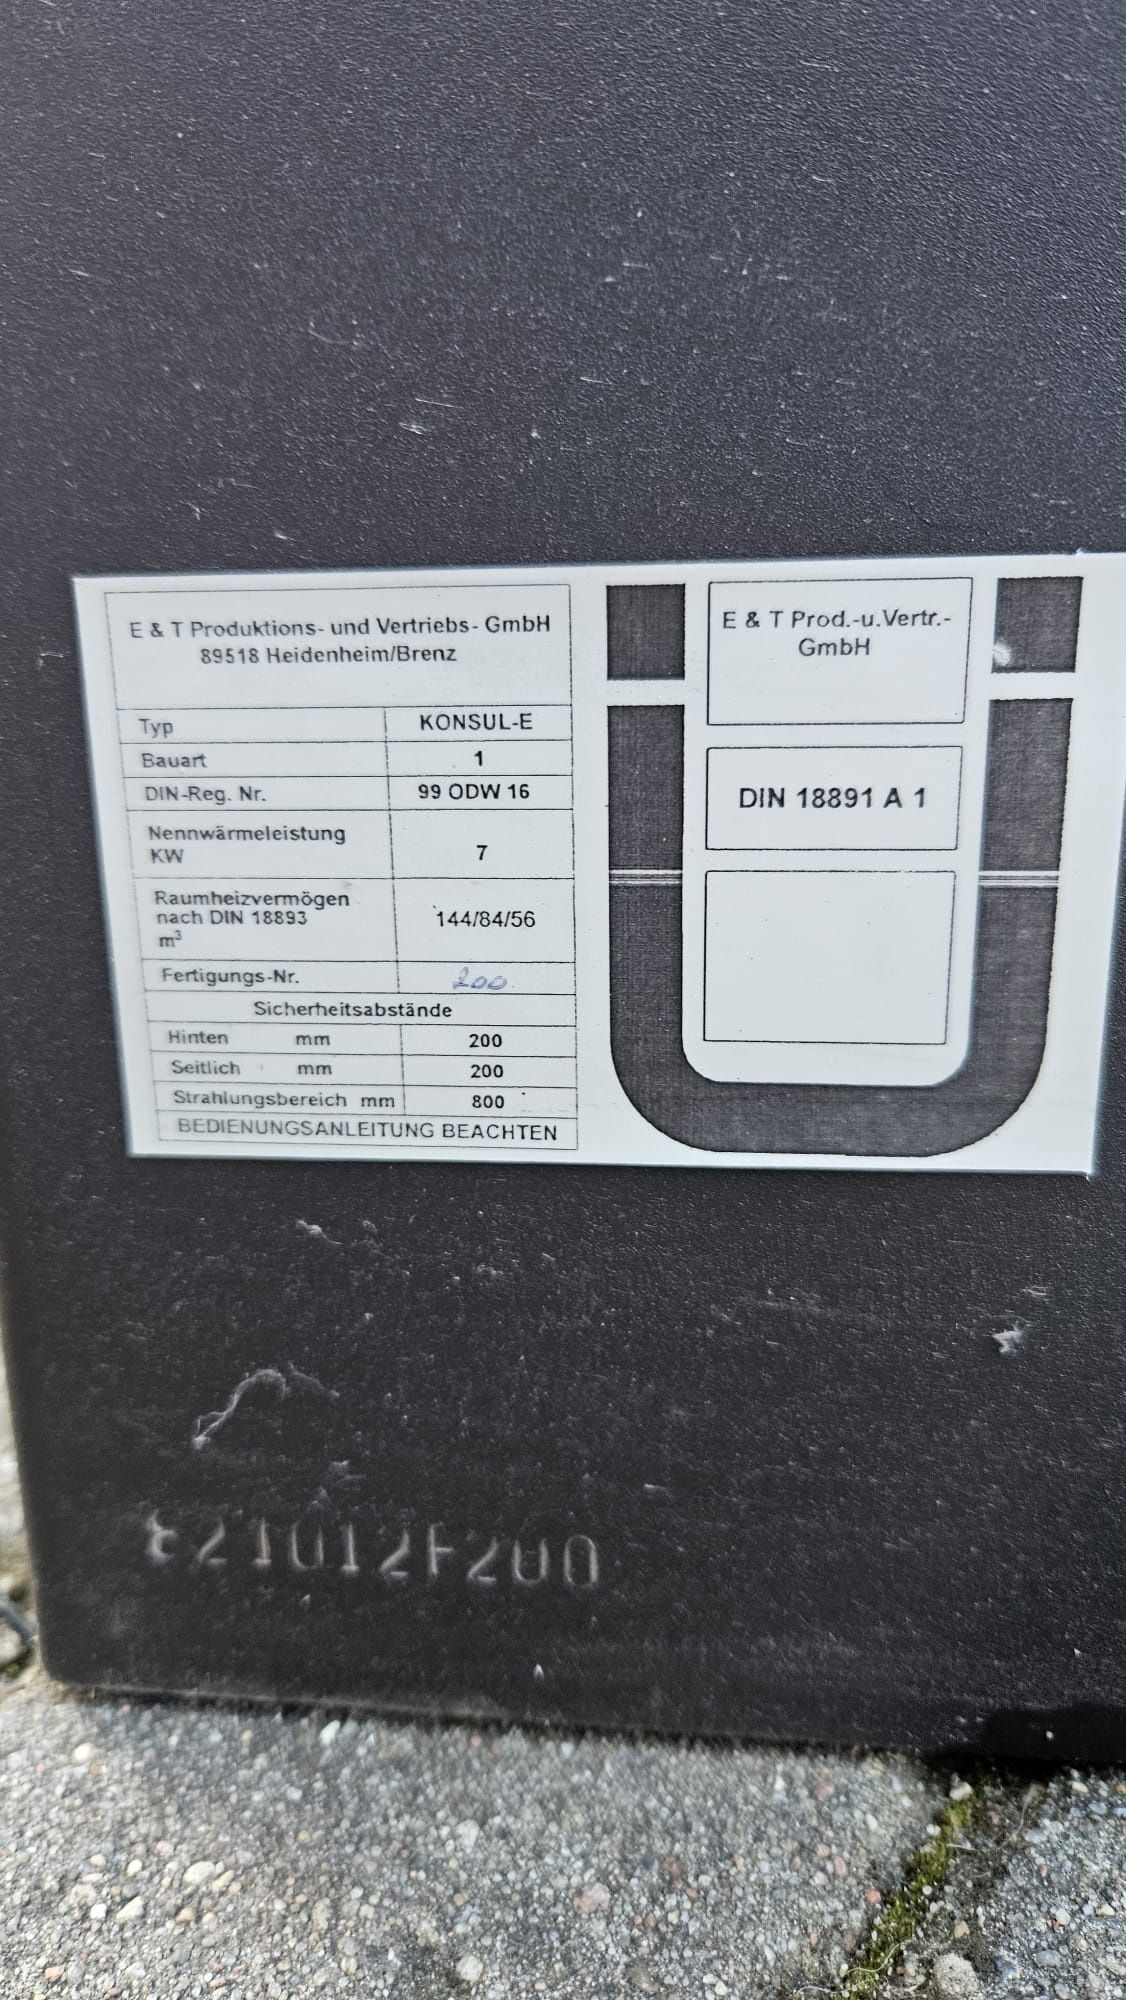 E & T Produktions- und Vertriebs- GmbH
89518 Heidenheim/Brenz
Typ KONSUL-E
Bauart 1
DIN-Reg. Nr. 99 ODW 16
Nennwärmeleistung
KW 7
Raumheizvermögen
nach DIN 18893 144/84/56
m³
Fertigungs-Nr. 200
Sicherheitsabstände
Hinten mm 200
Seitlich mm 200
Strahlungsbereich mm 800
BEDIENUNGSANLEITUNG BEACHTEN
E & T Prod.-u.Vertr.-
GmbH
DIN 18891 A 1